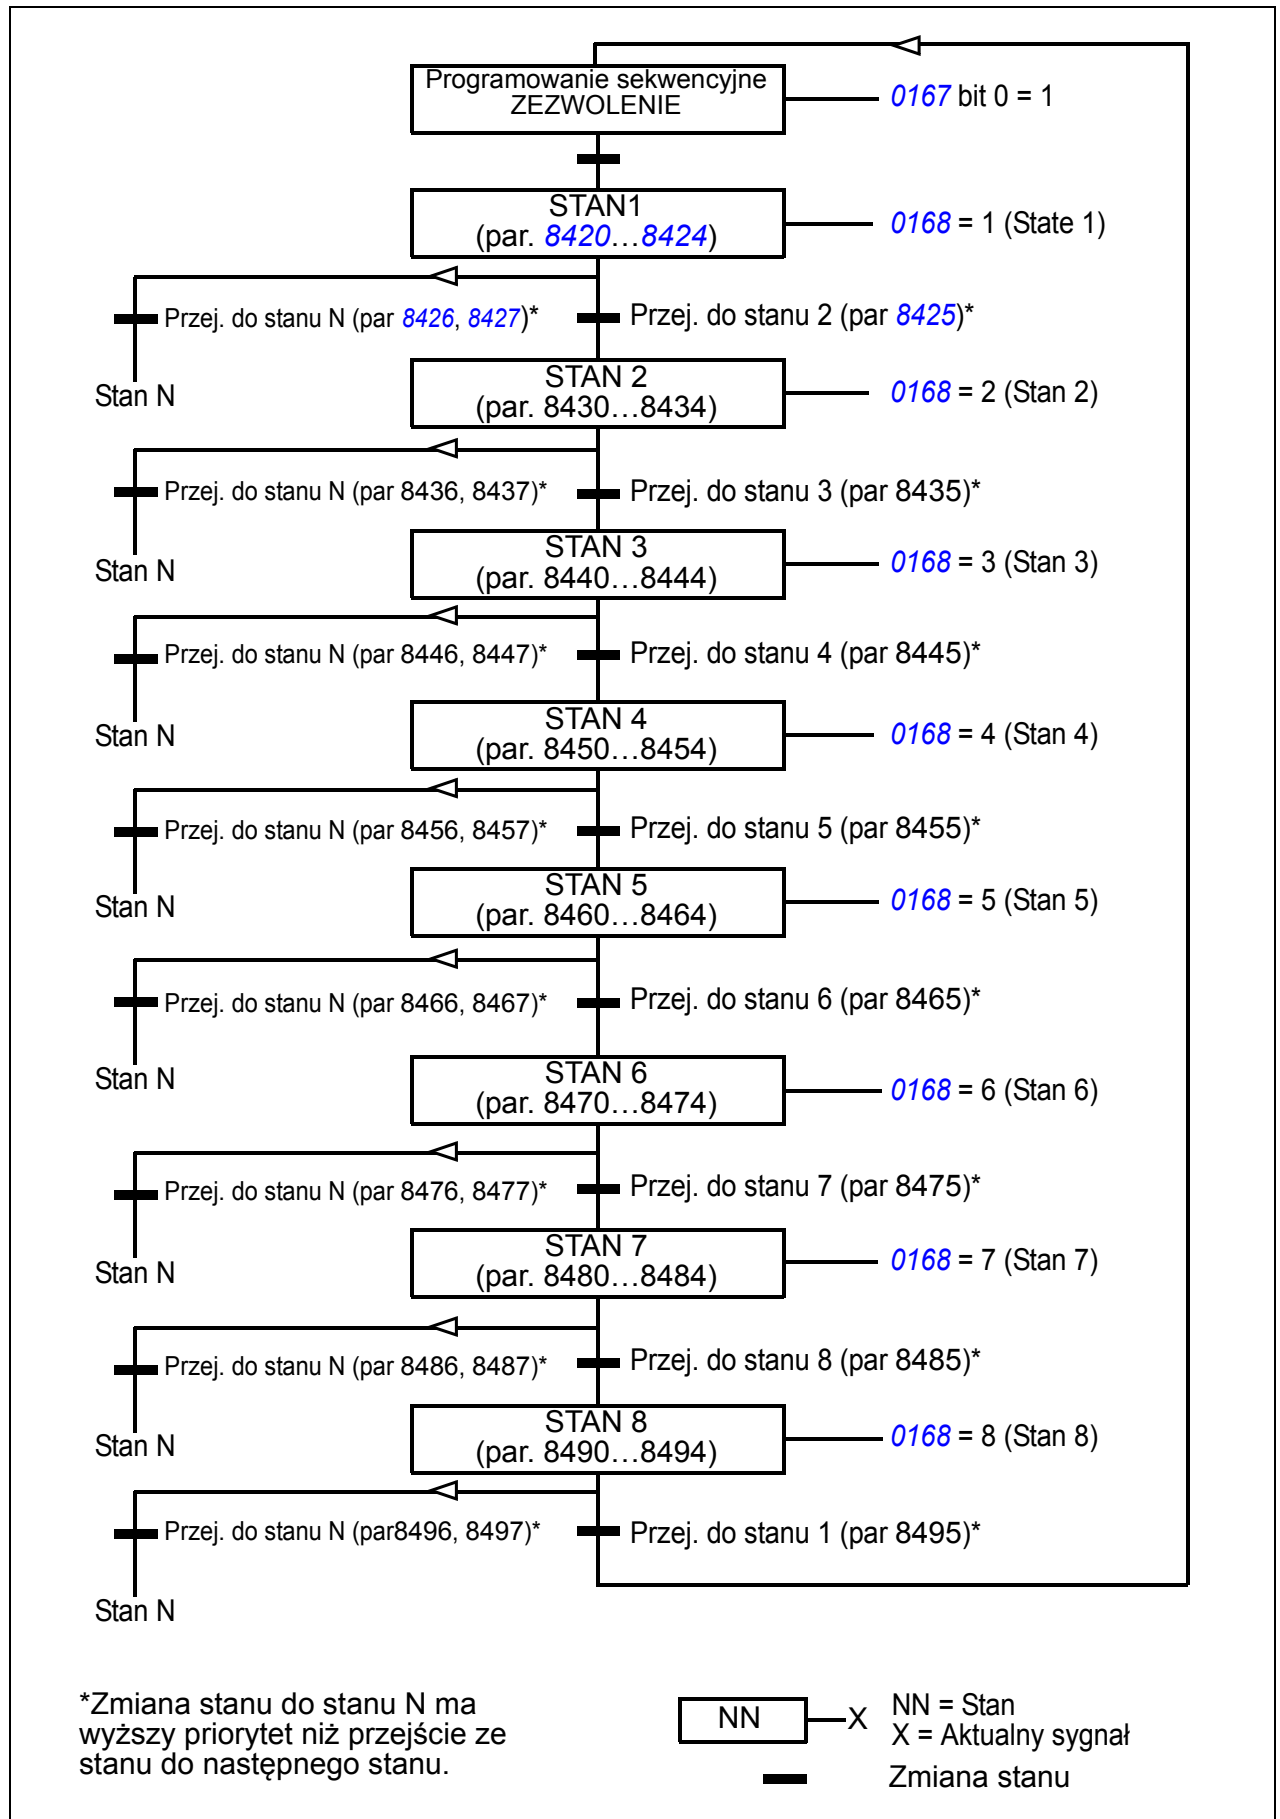 Programowanie sekwencyjne
ZEZWOLENIE
0167 bit 0 = 1
STAN1
(par. 8420…8424)
0168 = 1 (State 1)
Przej. do stanu N (par 8426, 8427)*
Przej. do stanu 2 (par 8425)*
Stan N
STAN 2
(par. 8430…8434)
0168 = 2 (Stan 2)
Przej. do stanu N (par 8436, 8437)*
Przej. do stanu 3 (par 8435)*
Stan N
STAN 3
(par. 8440…8444)
0168 = 3 (Stan 3)
Przej. do stanu N (par 8446, 8447)*
Przej. do stanu 4 (par 8445)*
Stan N
STAN 4
(par. 8450…8454)
0168 = 4 (Stan 4)
Przej. do stanu N (par 8456, 8457)*
Przej. do stanu 5 (par 8455)*
Stan N
STAN 5
(par. 8460…8464)
0168 = 5 (Stan 5)
Przej. do stanu N (par 8466, 8467)*
Przej. do stanu 6 (par 8465)*
Stan N
STAN 6
(par. 8470…8474)
0168 = 6 (Stan 6)
Przej. do stanu N (par 8476, 8477)*
Przej. do stanu 7 (par 8475)*
Stan N
STAN 7
(par. 8480…8484)
0168 = 7 (Stan 7)
Przej. do stanu N (par 8486, 8487)*
Przej. do stanu 8 (par 8485)*
Stan N
STAN 8
(par. 8490…8494)
0168 = 8 (Stan 8)
Przej. do stanu N (par8496, 8497)*
Przej. do stanu 1 (par 8495)*
Stan N
*Zmiana stanu do stanu N ma
wyższy priorytet niż przejście ze
stanu do następnego stanu.
NN
X
NN = Stan
X = Aktualny sygnał
Zmiana stanu